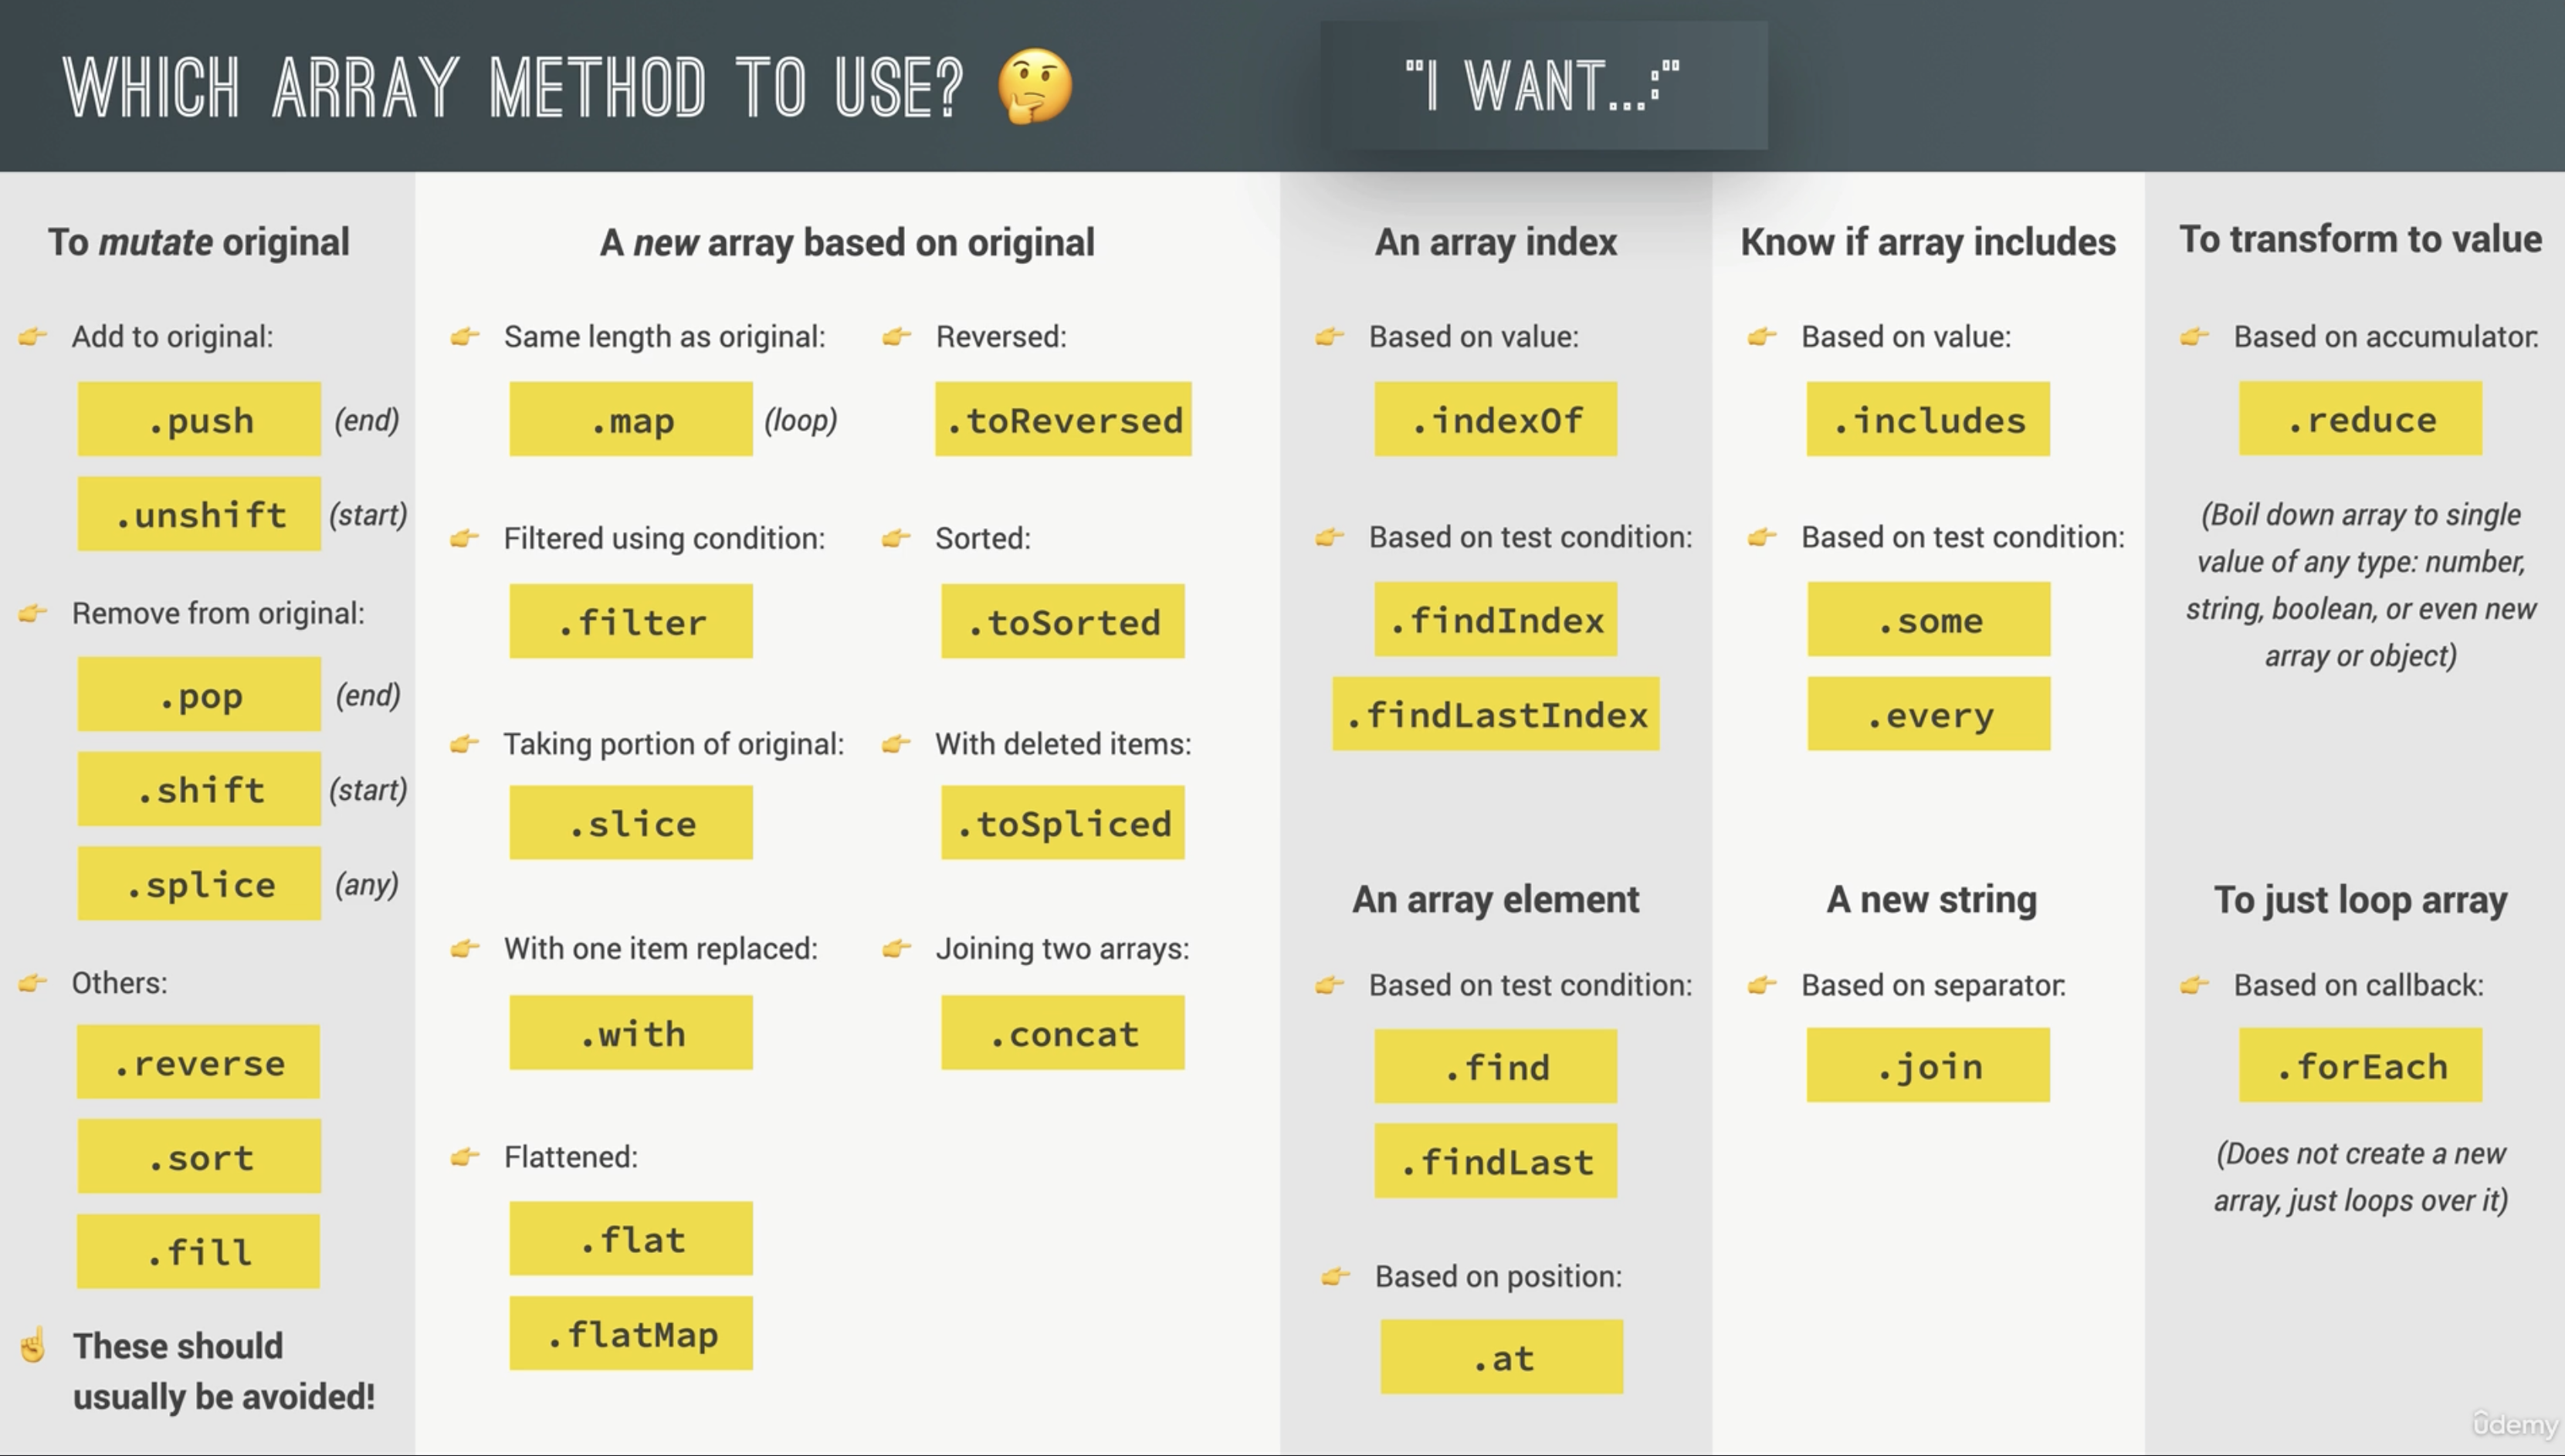 WHICH ARRAY METHOD TO USE? 🤔
"I WANT...:"
To mutate original
👉 Add to original:
.push (end)
.unshift (start)
👉 Remove from original:
.pop (end)
.shift (start)
.splice (any)
👉 Others:
.reverse
.sort
.fill
☝️ These should
usually be avoided!
A new array based on original
👉 Same length as original:
.map (loop)
👉 Filtered using condition:
.filter
👉 Taking portion of original:
.slice
👉 With one item replaced:
.with
👉 Flattened:
.flat
.flatMap
👉 Reversed:
.toReversed
👉 Sorted:
.toSorted
👉 With deleted items:
.toSpliced
👉 Joining two arrays:
.concat
An array index
👉 Based on value:
.indexOf
👉 Based on test condition:
.findIndex
.findLastIndex
An array element
👉 Based on test condition:
.find
.findLast
👉 Based on position:
.at
Know if array includes
👉 Based on value:
.includes
👉 Based on test condition:
.some
.every
A new string
👉 Based on separator:
.join
To transform to value
👉 Based on accumulator:
.reduce
(Boil down array to single
value of any type: number,
string, boolean, or even new
array or object)
To just loop array
👉 Based on callback:
.forEach
(Does not create a new
array, just loops over it)
ûdemy